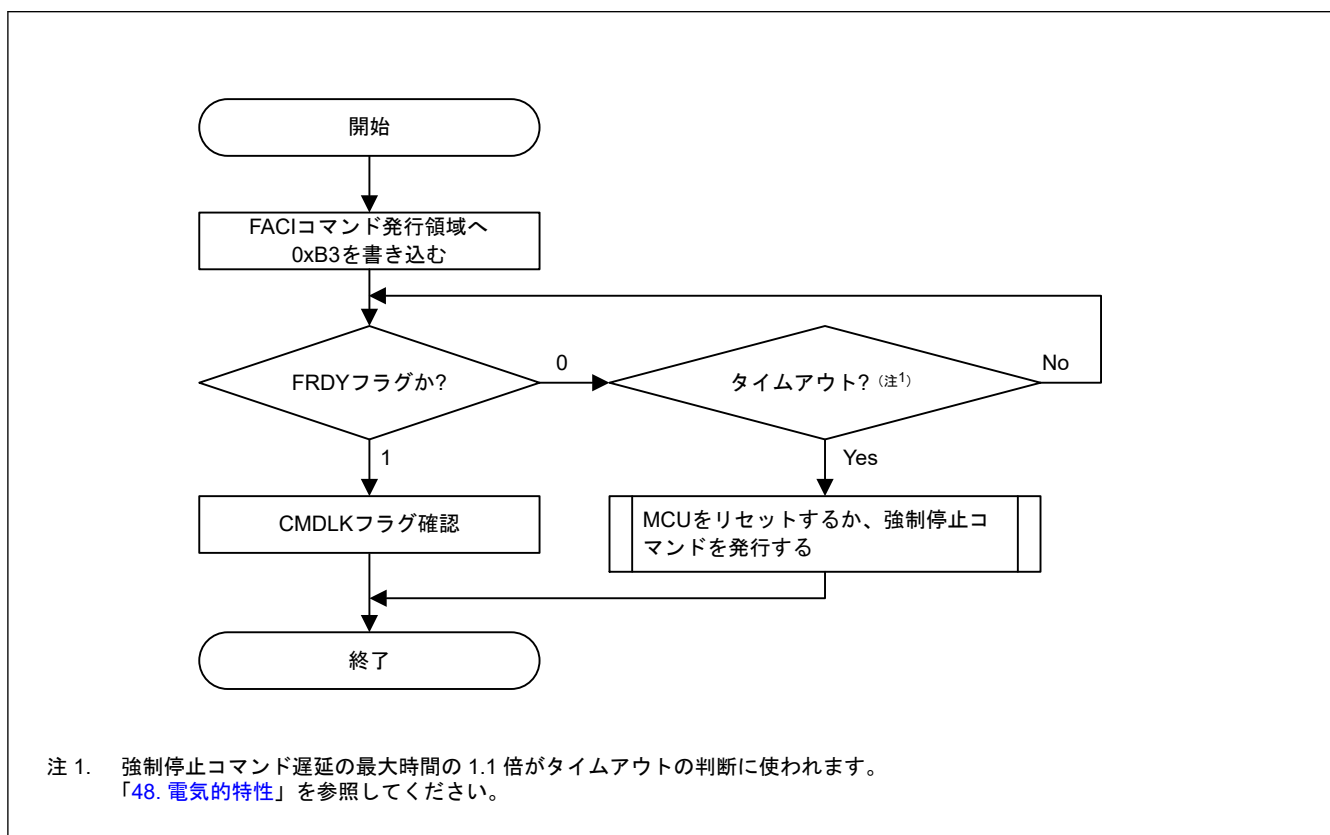 開始
FACIコマンド発行領域へ
0xB3を書き込む
FRDYフラグか?
0
タイムアウト? (注1)
No
1
Yes
CMDLKフラグ確認
MCUをリセットするか、強制停止コ
マンドを発行する
終了
注 1. 強制停止コマンド遅延の最大時間の 1.1 倍がタイムアウトの判断に使われます。
「48. 電気的特性」を参照してください。